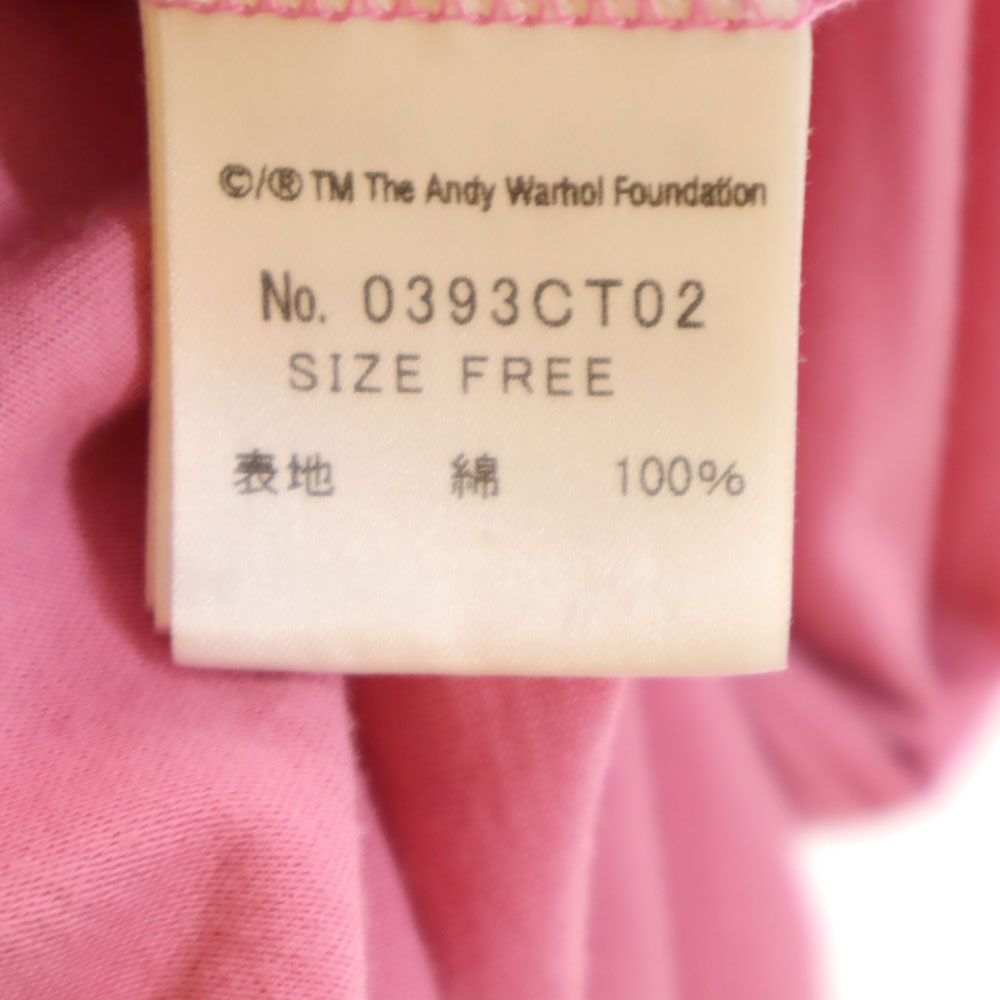 ©/® TM The Andy Warhol Foundation
No. 0393CT02
SIZE FREE
表地 綿 100%